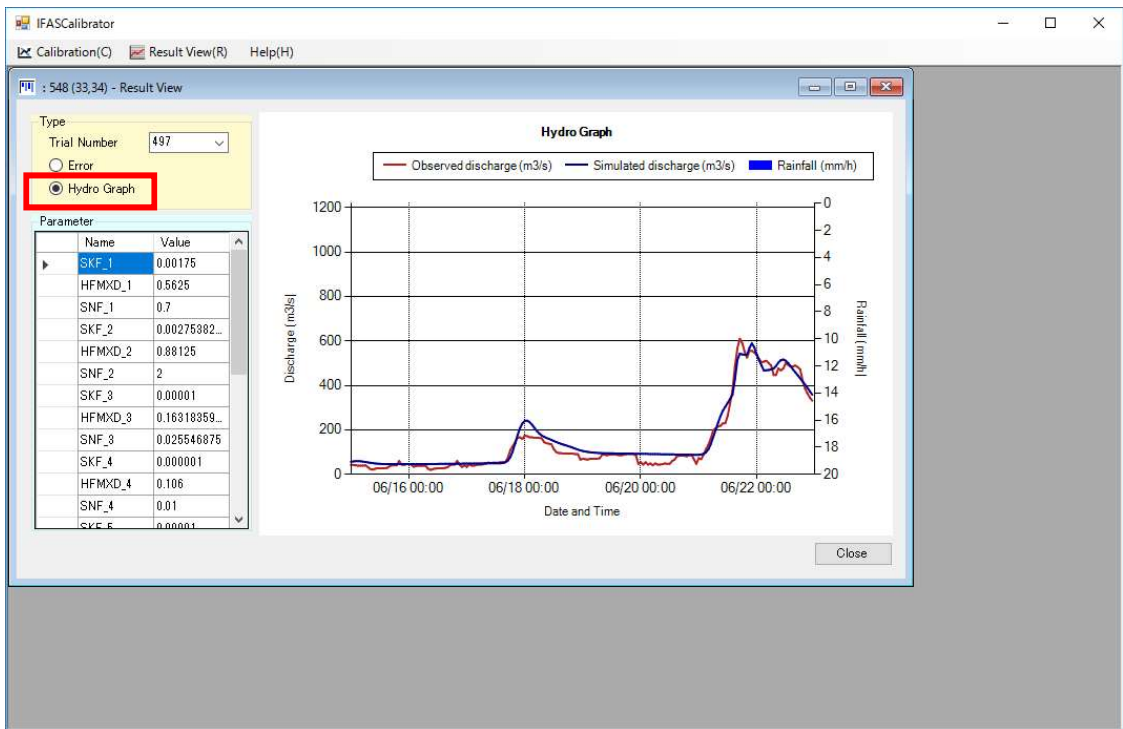 IFASCalibrator
Calibration(C) Result View(R) Help(H)
: 548 (33,34) - Result View
Type
Trial Number 497
Error
Hydro Graph
Parameter
Name Value
SKF_1 0.00175
HFMXD_1 0.5625
SNF_1 0.7
SKF_2 0.00275382...
HFMXD_2 0.88125
SNF_2 2
SKF_3 0.00001
HFMXD_3 0.16318359...
SNF_3 0.025546875
SKF_4 0.000001
HFMXD_4 0.106
SNF_4 0.01
SKF_5 0.00001
Hydro Graph
Observed discharge (m3/s) Simulated discharge (m3/s) Rainfall (mm/h)
Discharge (m3/s)
1200
1000
800
600
400
200
0
0
2
4
6
8
10
12
14
16
18
20
Rainfall (mm/h)
06/16 00:00 06/18 00:00 06/20 00:00 06/22 00:00
Date and Time
Close